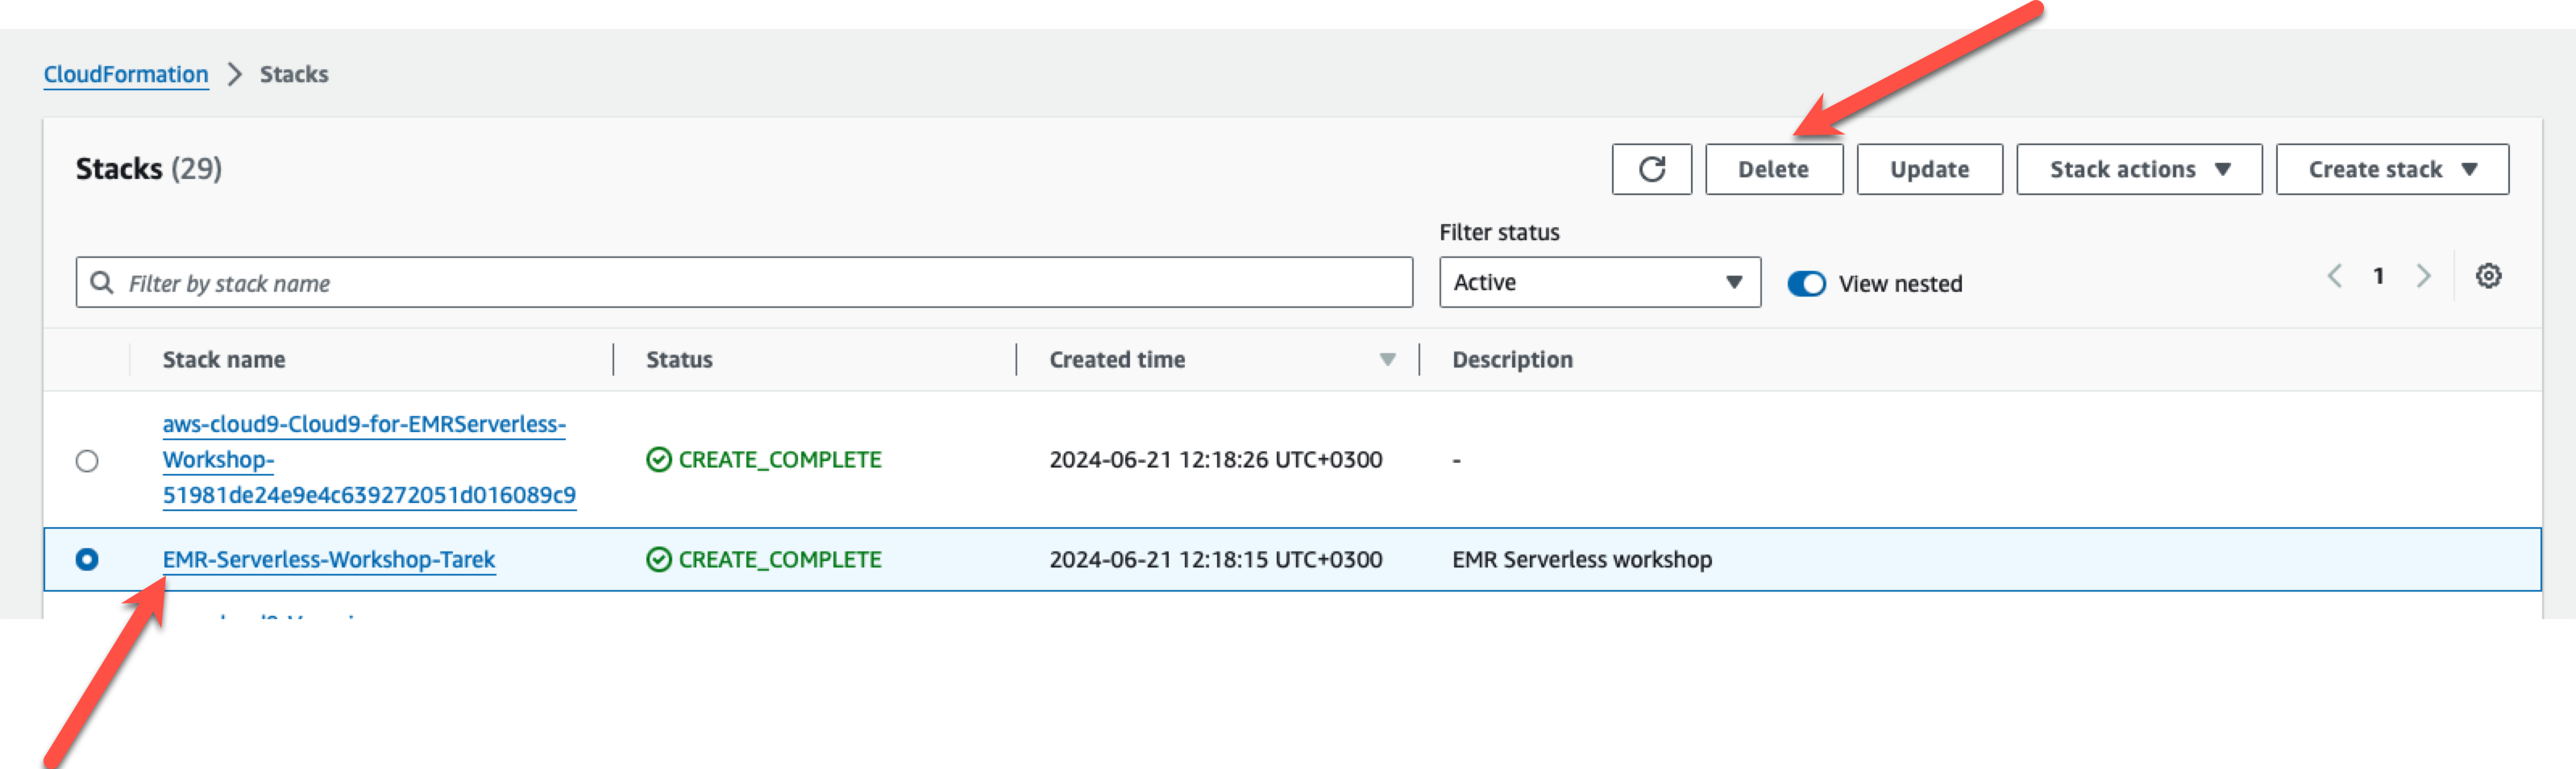 CloudFormation > Stacks
Stacks (29)
Delete
Update
Stack actions
Create stack
Filter status
Filter by stack name
Active
View nested
1
Stack name
Status
Created time
Description
aws-cloud9-Cloud9-for-EMRServerless-
Workshop-
51981de24e9e4c639272051d016089c9
CREATE_COMPLETE
2024-06-21 12:18:26 UTC+0300
-
EMR-Serverless-Workshop-Tarek
CREATE_COMPLETE
2024-06-21 12:18:15 UTC+0300
EMR Serverless workshop